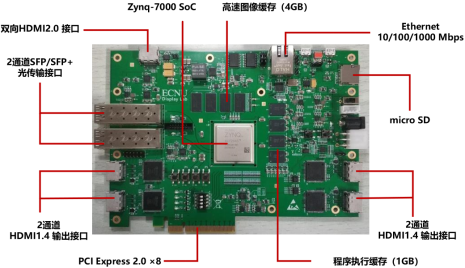 Zynq-7000 SoC
高速图像缓存（4GB）
双向HDMI2.0 接口
Ethernet
10/100/1000 Mbps
2通道SFP/SFP+
光传输接口
ECN
Display Lab
micro SD
2通道
HDMI1.4 输出接口
2通道
HDMI1.4 输出接口
PCI Express 2.0 ×8
程序执行缓存（1GB）